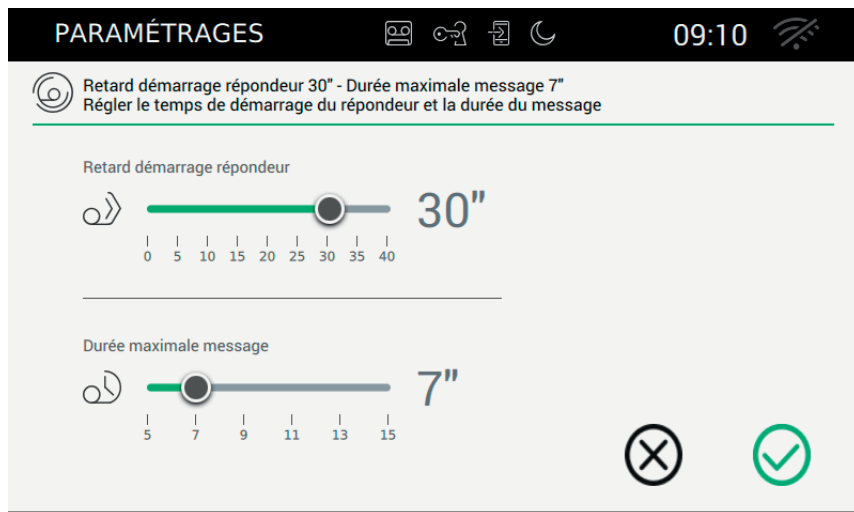 PARAMÉTRAGES
09:10
Retard démarrage répondeur 30" - Durée maximale message 7"
Régler le temps de démarrage du répondeur et la durée du message
Retard démarrage répondeur
30"
0 5 10 15 20 25 30 35 40
Durée maximale message
7"
5 7 9 11 13 15